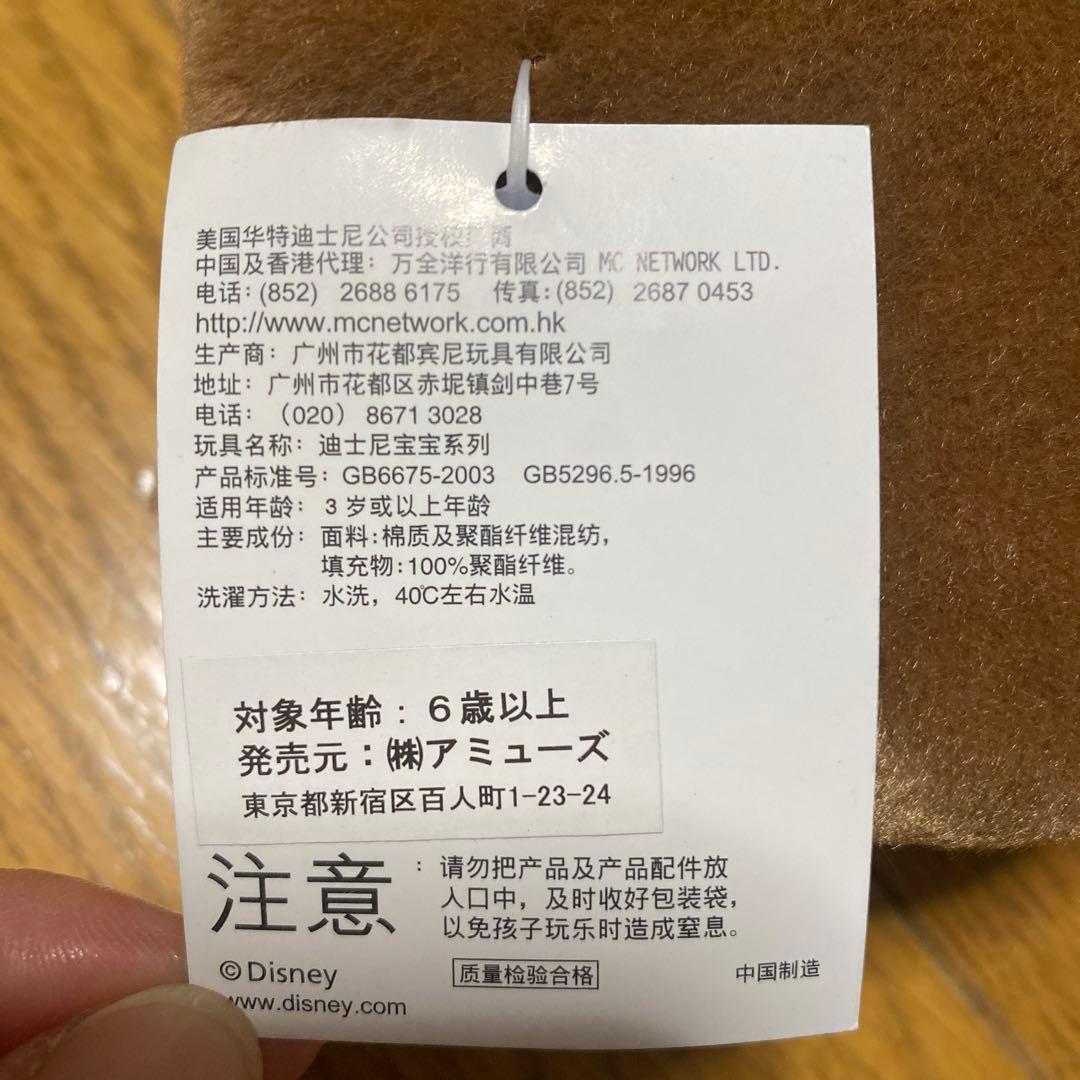 美国华特迪士尼公司授权 商
中国及香港代理：万全洋行有限公司 MC NETWORK LTD.
电话：(852) 2688 6175 传真：(852) 2687 0453
http://www.mcnetwork.com.hk
生产商：广州市花都宾尼玩具有限公司
地址：广州市花都区赤坭镇剑中巷7号
电话：（020）8671 3028
玩具名称：迪士尼宝宝系列
产品标准号：GB6675-2003 GB5296.5-1996
适用年龄：3 岁或以上年龄
主要成份：面料：棉质及聚酯纤维混纺，
填充物：100%聚酯纤维。
洗濯方法：水洗，40℃左右水温
対象年齢：６歳以上
発売元：㈱アミューズ
東京都新宿区百人町1-23-24
注意：请勿把产品及产品配件放
入口中，及时收好包装袋，
以免孩子玩乐时造成窒息。
©Disney 质量检验合格 中国制造
www.disney.com